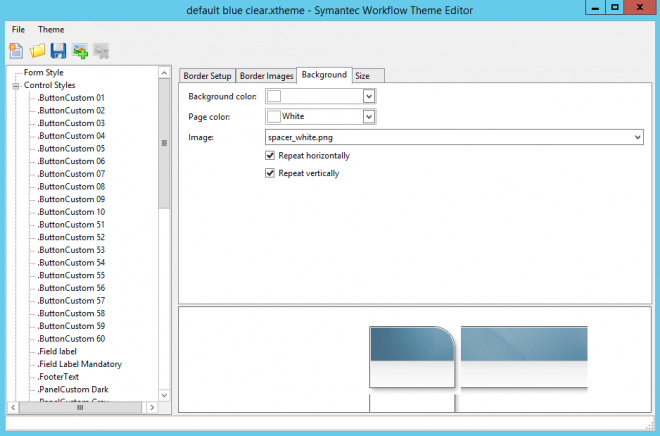 default blue clear.xtheme - Symantec Workflow Theme Editor
File Theme
Form Style
Control Styles
.ButtonCustom 01
.ButtonCustom 02
.ButtonCustom 03
.ButtonCustom 04
.ButtonCustom 05
.ButtonCustom 06
.ButtonCustom 07
.ButtonCustom 08
.ButtonCustom 09
.ButtonCustom 10
.ButtonCustom 51
.ButtonCustom 52
.ButtonCustom 53
.ButtonCustom 54
.ButtonCustom 55
.ButtonCustom 56
.ButtonCustom 57
.ButtonCustom 58
.ButtonCustom 59
.ButtonCustom 60
.Field label
.Field Label Mandatory
.FooterText
.PanelCustom Dark
.PanelCustom Gray
Border Setup Border Images Background Size
Background color:
Page color: White
Image: spacer_white.png
Repeat horizontally
Repeat vertically